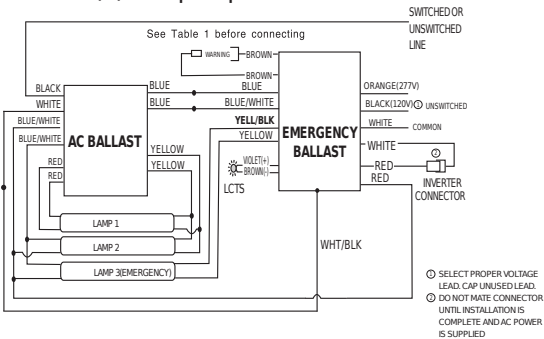 SWITCHED OR
UNSWITCHED
LINE
See Table 1 before connecting
WARNING
BROWN
BROWN
BLACK
BLUE
BLUE
ORANGE(277V)
WHITE
BLUE
BLUE/WHITE
BLACK(120V) ① UNSWITCHED
BLUE/WHITE
YELL/BLK
WHITE
COMMON
BLUE/WHITE
AC BALLAST
YELLOW
EMERGENCY
BALLAST
WHITE
②
RED
YELLOW
VIOLET(+)
BROWN(-)
RED
RED
YELLOW
LCTS
RED
INVERTER
CONNECTOR
LAMP 1
LAMP 2
WHT/BLK
LAMP 3(EMERGENCY)
① SELECT PROPER VOLTAGE
LEAD. CAP UNUSED LEAD.
② DO NOT MATE CONNECTOR
UNTIL INSTALLATION IS
COMPLETE AND AC POWER
IS SUPPLIED